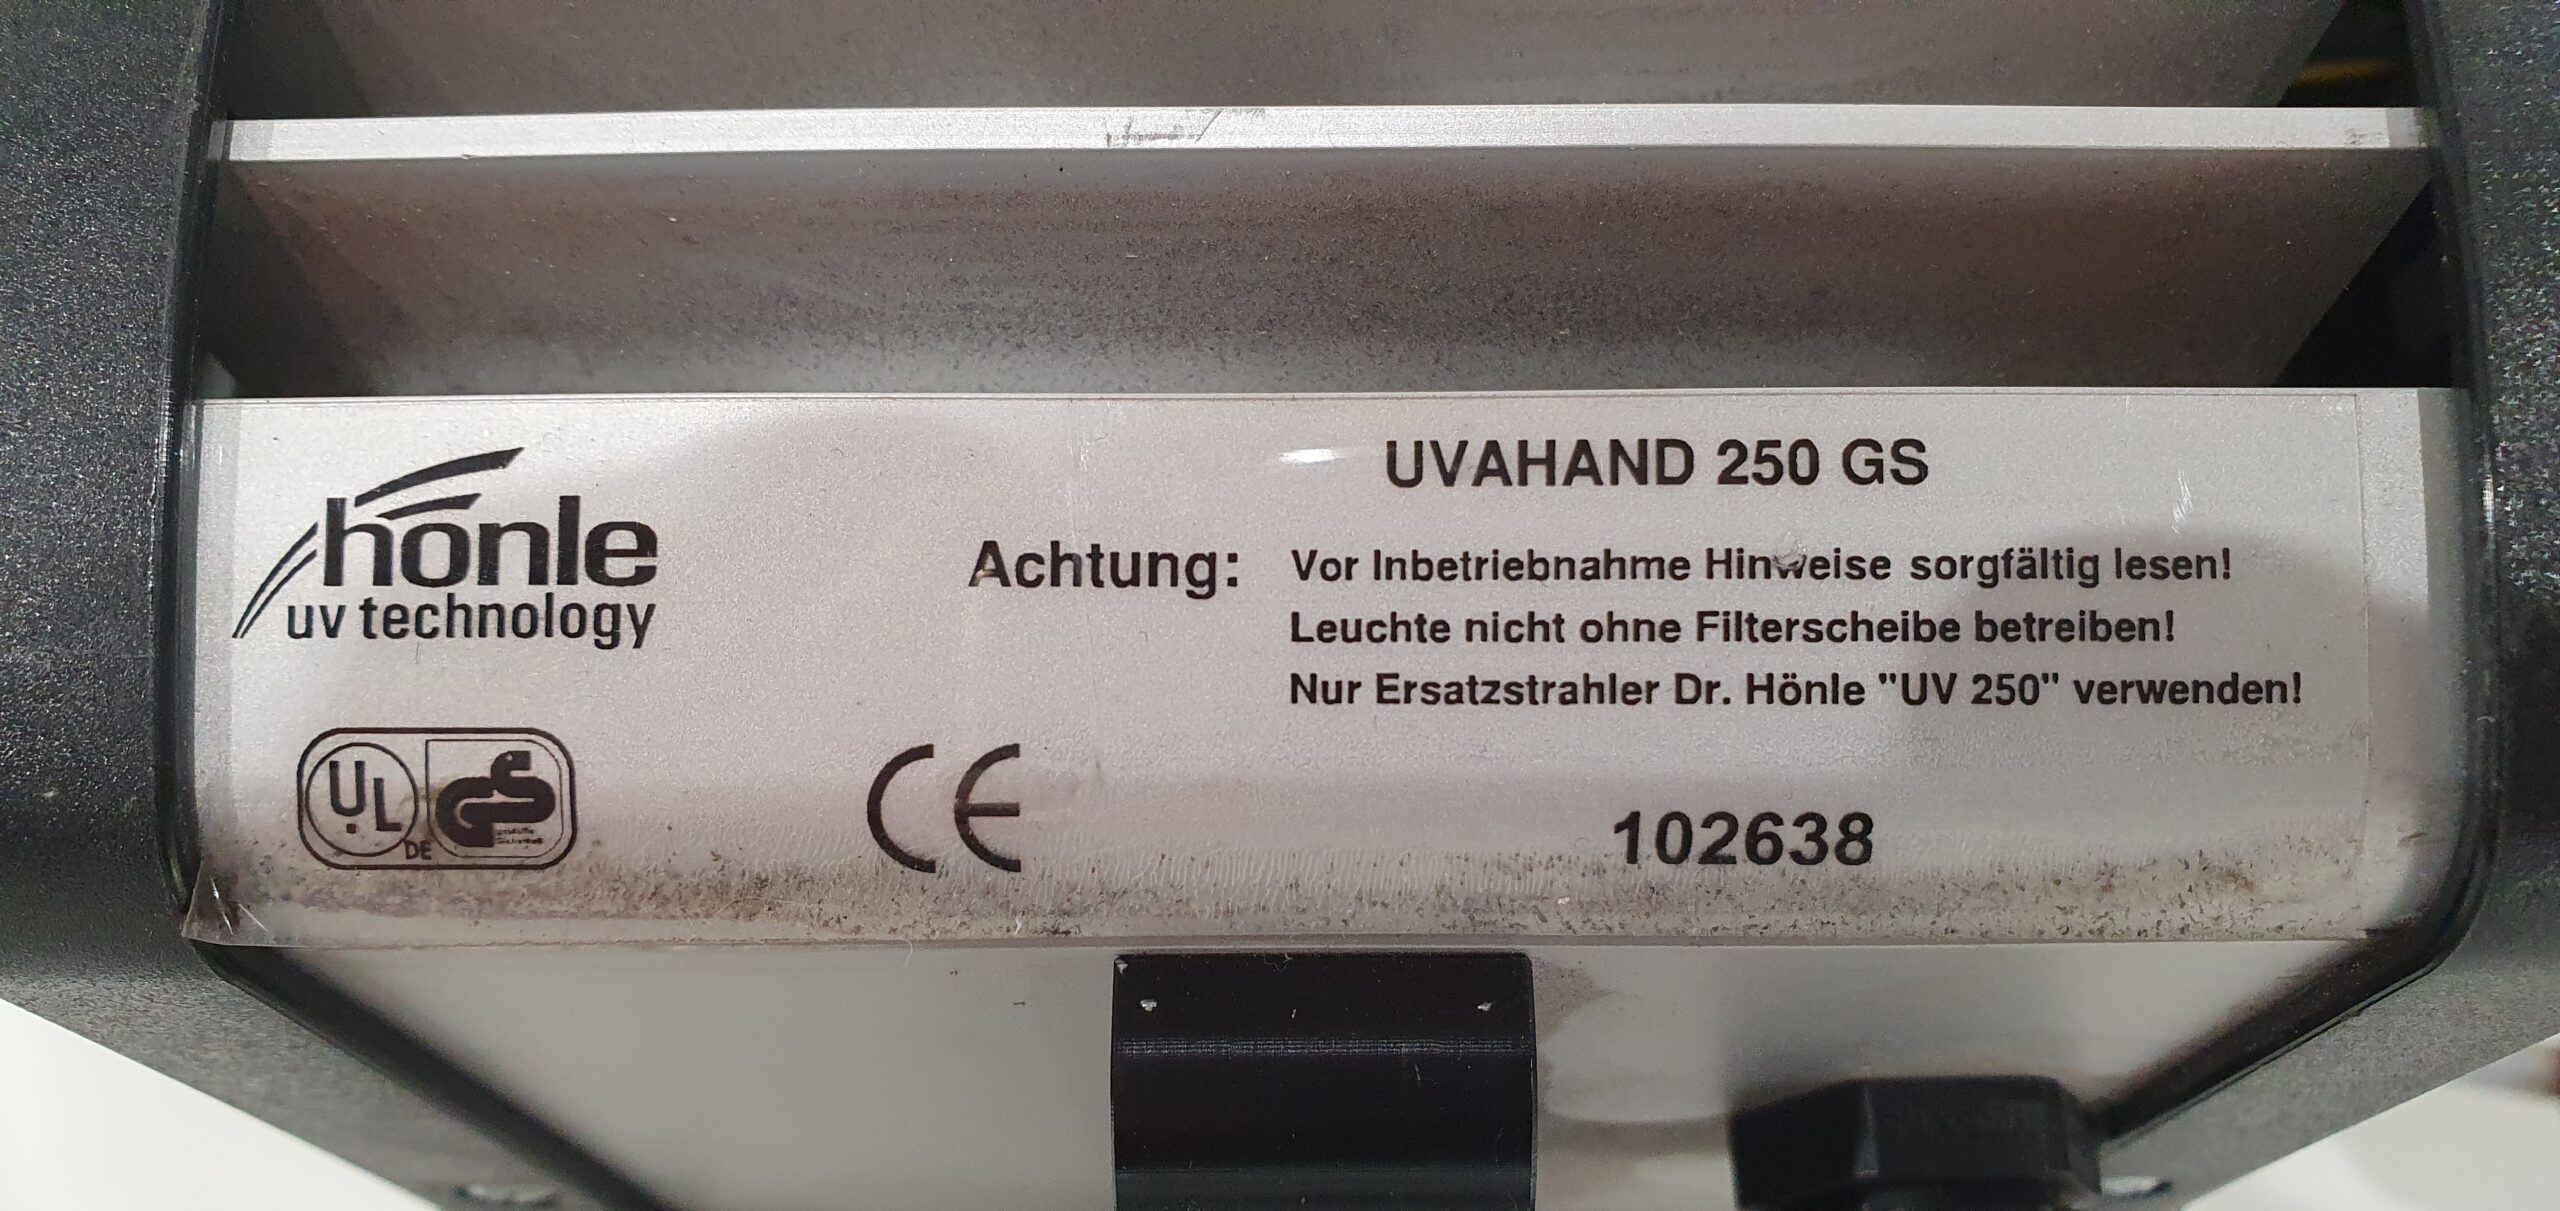 hönle
uv technology
UVAHAND 250 GS
Achtung: Vor Inbetriebnahme Hinweise sorgfältig lesen!
Leuchte nicht ohne Filterscheibe betreiben!
Nur Ersatzstrahler Dr. Hönle "UV 250" verwenden!
UL DE GS
CE
102638